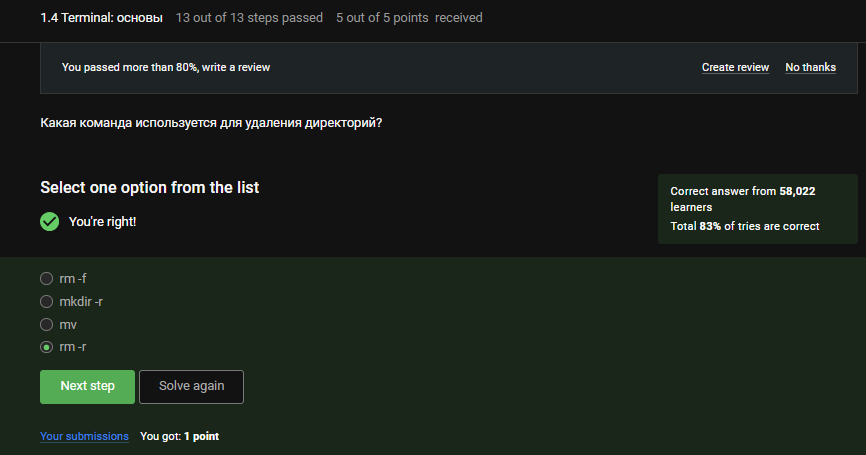 1.4 Terminal: основы 13 out of 13 steps passed 5 out of 5 points received
You passed more than 80%, write a review Create review No thanks
Какая команда используется для удаления директорий?
Select one option from the list
You're right!
Correct answer from 58,022
learners
Total 83% of tries are correct
rm -f
mkdir -r
mv
rm -r
Next step Solve again
Your submissions You got: 1 point